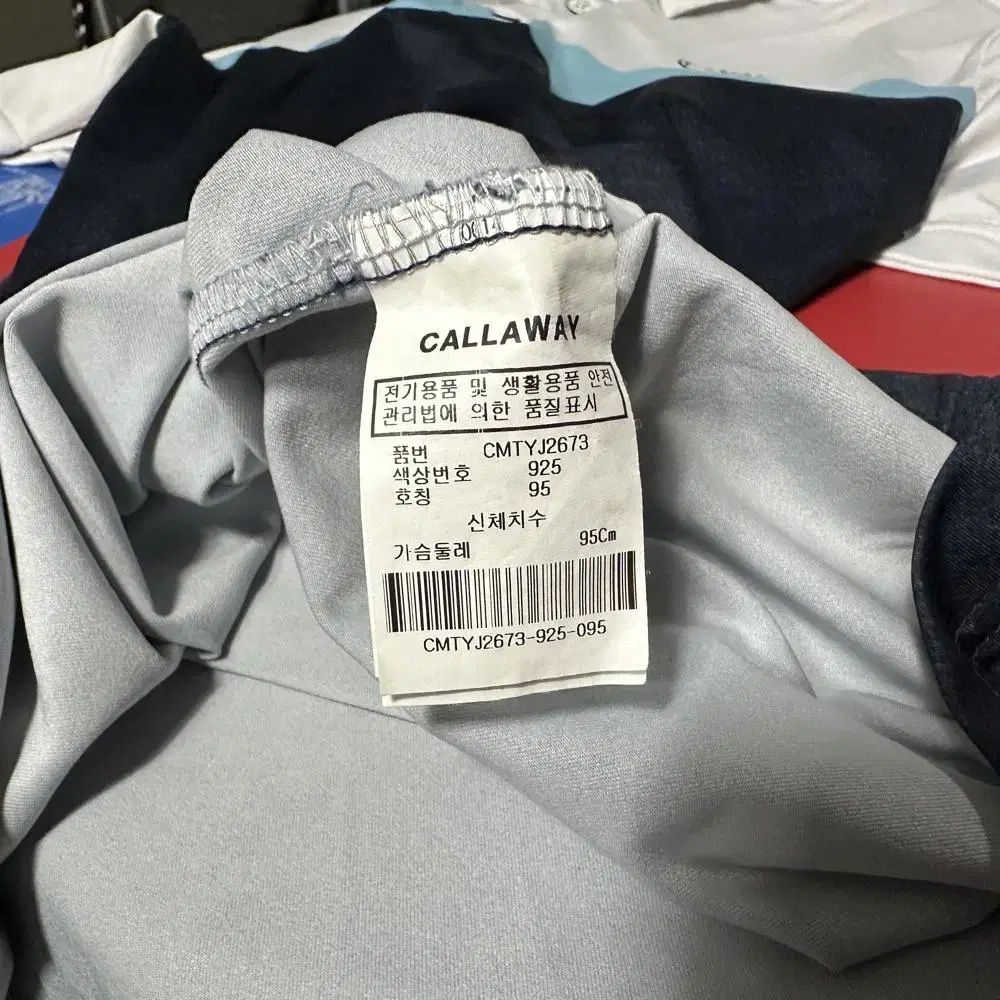 0614
CALLAWAY
전기용품 및 생활용품 안전
관리법에 의한 품질표시
품번 CMTYJ2673
색상번호 925
호칭 95
신체치수
가슴둘레 95Cm
CMTYJ2673-925-095